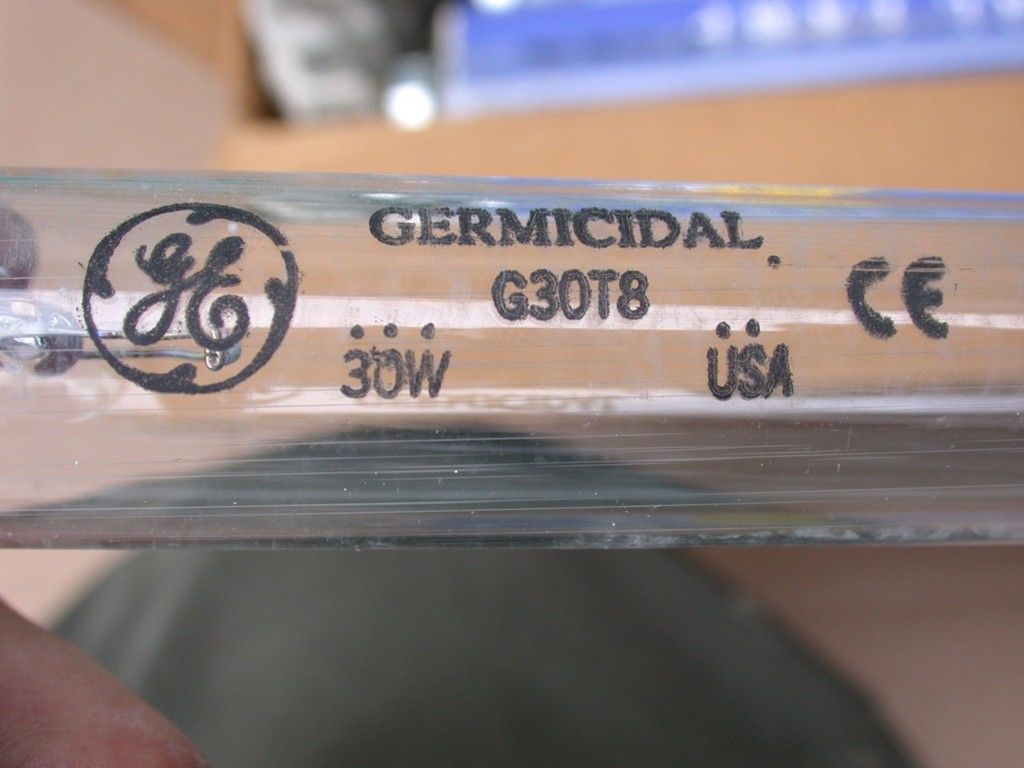 GE
GERMICIDAL
G30T8
30W
USA
CE